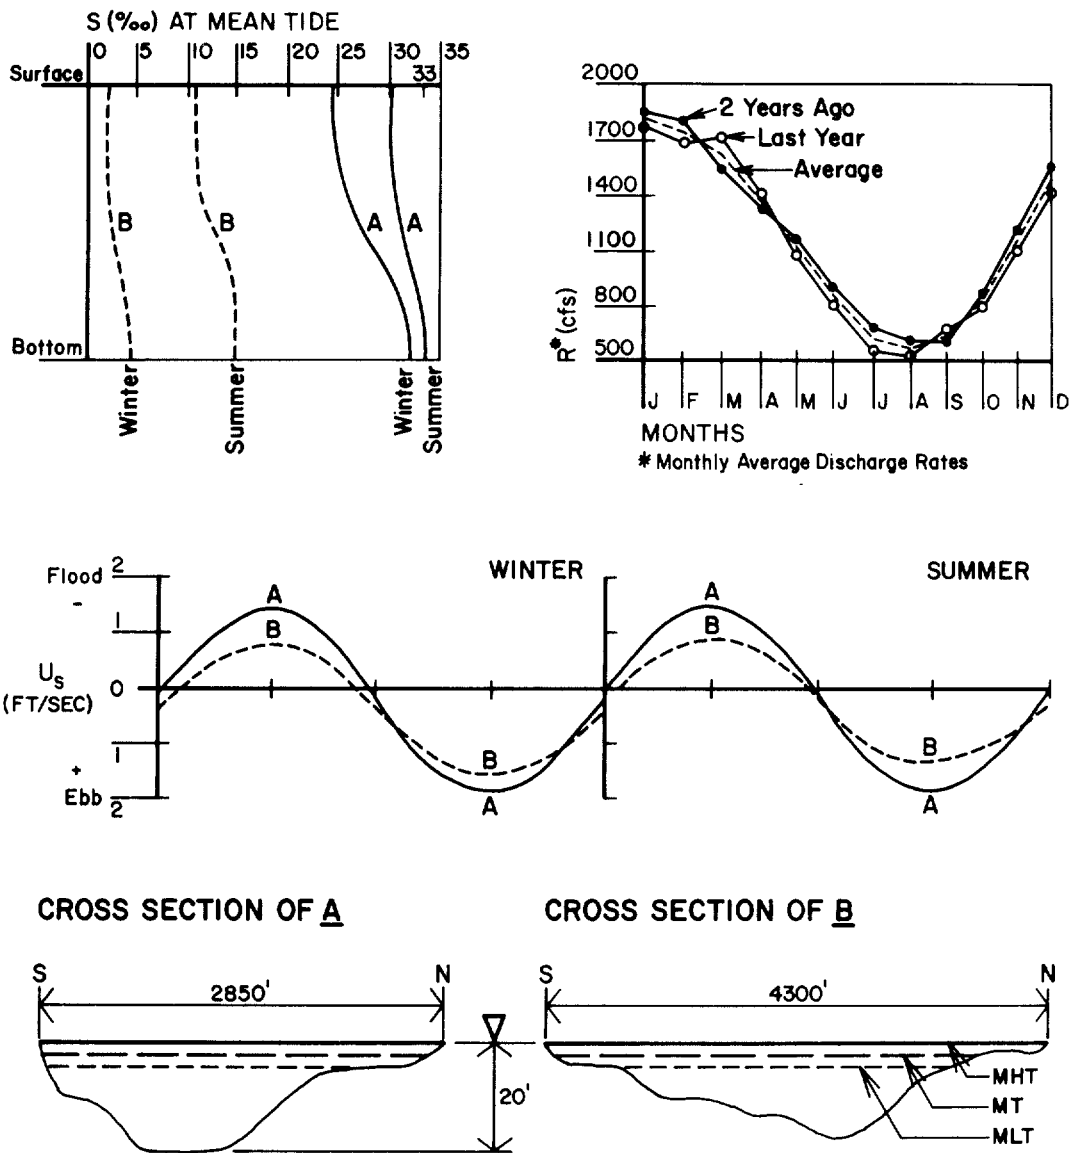 S (‰) AT MEAN TIDE
0 5 10 15 20 25 30 33 35
Surface
B B A A
Bottom
Winter
Summer
Winter
Summer
2000
1700
1400
1100
800
500
2 Years Ago
Last Year
Average
R* (cfs)
J F M A M J J A S O N D
MONTHS
* Monthly Average Discharge Rates
WINTER SUMMER
Flood 2
-
1
U_s 0
(FT/SEC)
1
+
Ebb 2
A A
B B
B B
A A
CROSS SECTION OF A
S N
2850'
20'
CROSS SECTION OF B
S N
4300'
MHT
MT
MLT